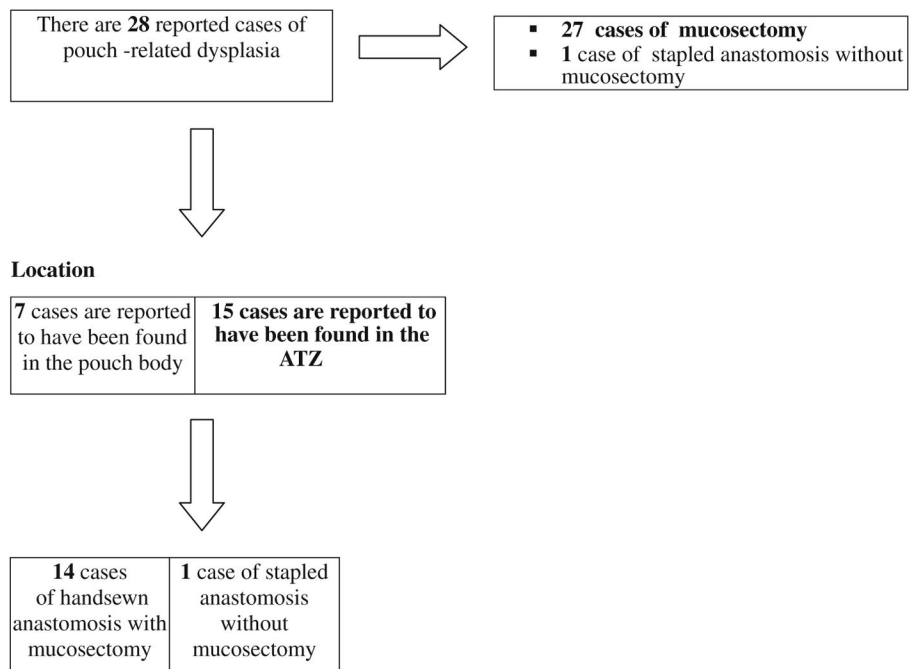 There are 28 reported cases of
pouch -related dysplasia
▪ 27 cases of mucosectomy
▪ 1 case of stapled anastomosis without
mucosectomy
Location
7 cases are reported
to have been found
in the pouch body
15 cases are reported to
have been found in the
ATZ
14 cases
of handsewn
anastomosis with
mucosectomy
1 case of stapled
anastomosis
without
mucosectomy